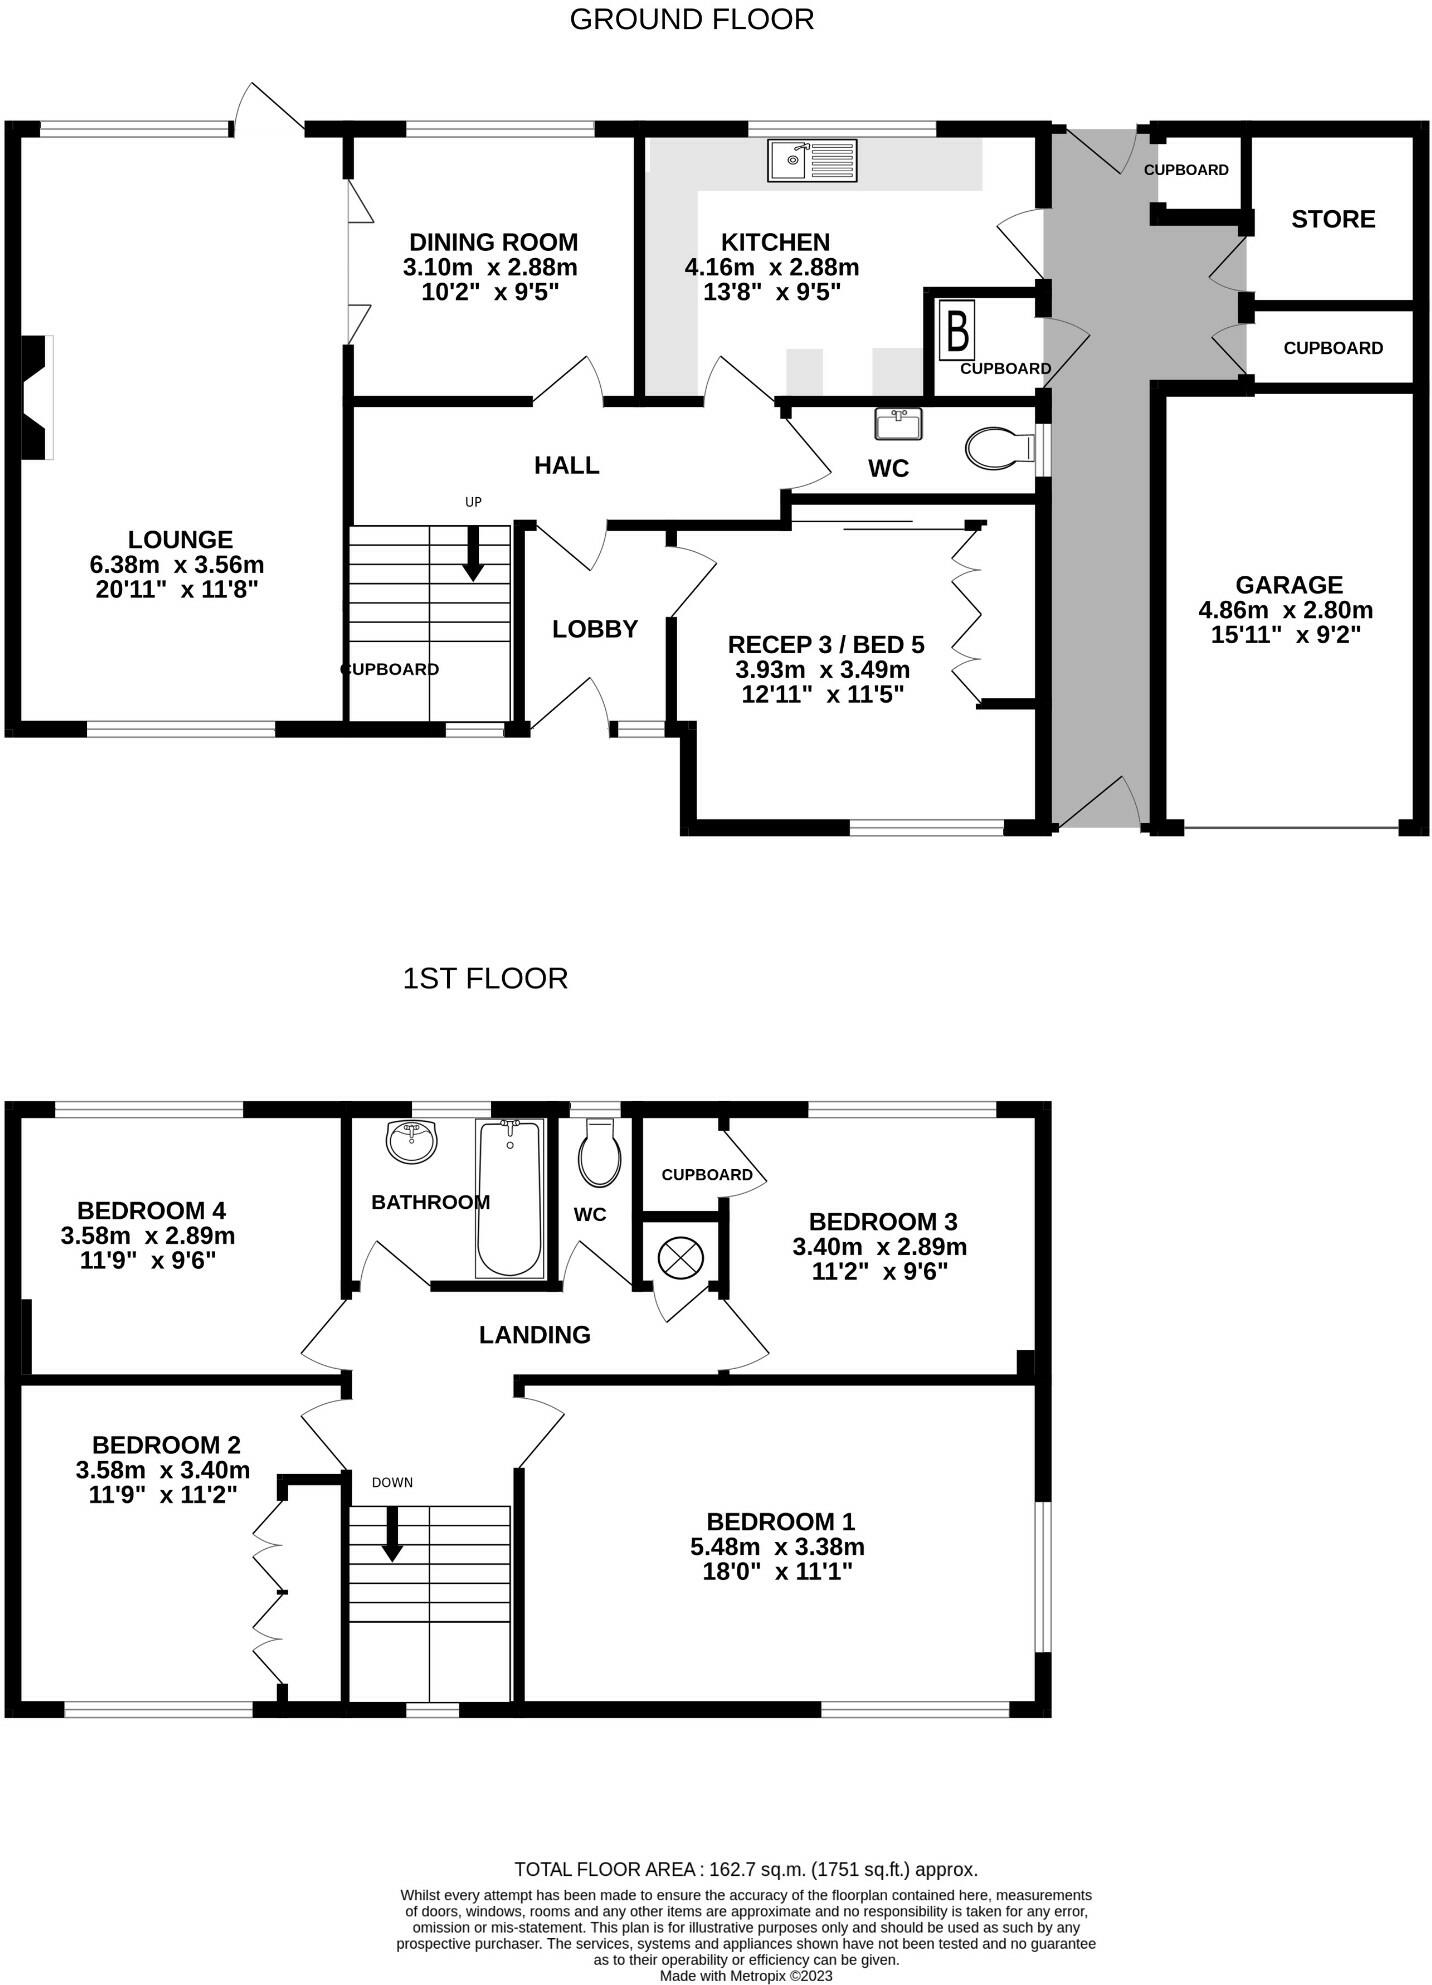 GROUND FLOOR
CUPBOARD
STORE
DINING ROOM
3.10m x 2.88m
10'2" x 9'5"
KITCHEN
4.16m x 2.88m
13'8" x 9'5"
B
CUPBOARD
CUPBOARD
HALL
WC
UP
LOUNGE
6.38m x 3.56m
20'11" x 11'8"
GARAGE
4.86m x 2.80m
15'11" x 9'2"
LOBBY
RECEP 3 / BED 5
3.93m x 3.49m
12'11" x 11'5"
CUPBOARD
1ST FLOOR
CUPBOARD
BEDROOM 4
3.58m x 2.89m
11'9" x 9'6"
BATHROOM
WC
BEDROOM 3
3.40m x 2.89m
11'2" x 9'6"
LANDING
BEDROOM 2
3.58m x 3.40m
11'9" x 11'2"
DOWN
BEDROOM 1
5.48m x 3.38m
18'0" x 11'1"
TOTAL FLOOR AREA : 162.7 sq.m. (1751 sq.ft.) approx.
Whilst every attempt has been made to ensure the accuracy of the floorplan contained here, measurements
of doors, windows, rooms and any other items are approximate and no responsibility is taken for any error,
omission or mis-statement. This plan is for illustrative purposes only and should be used as such by any
prospective purchaser. The services, systems and appliances shown have not been tested and no guarantee
as to their operability or efficiency can be given.
Made with Metropix ©2023